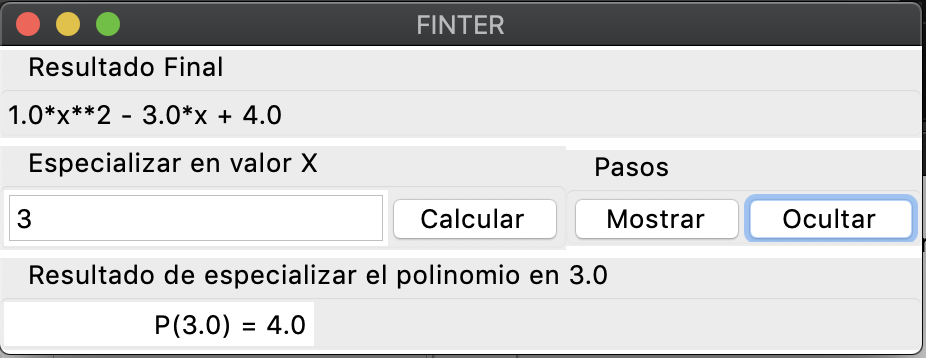 FINTER
Resultado Final
1.0*x**2 - 3.0*x + 4.0
Especializar en valor X
Pasos
3
Calcular
Mostrar
Ocultar
Resultado de especializar el polinomio en 3.0
P(3.0) = 4.0